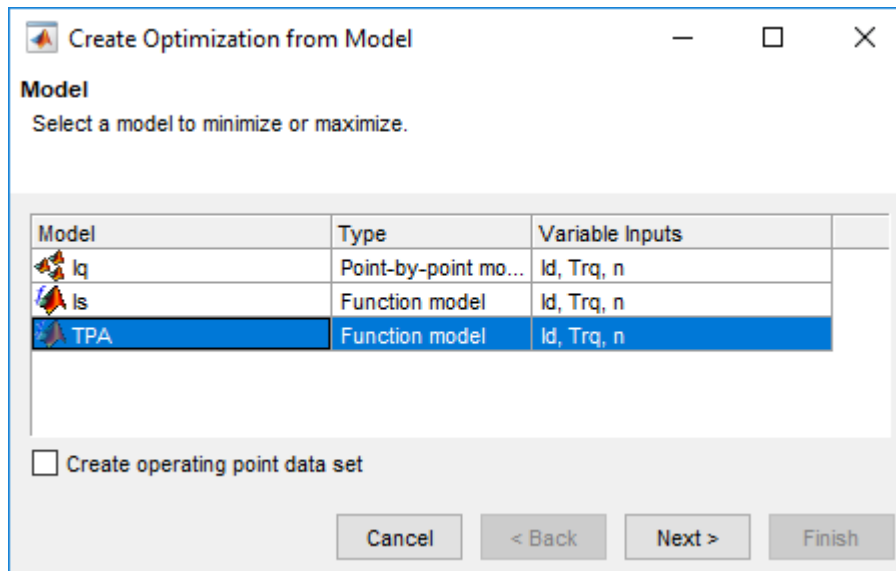 Create Optimization from Model
Model
Select a model to minimize or maximize.
Model Type Variable Inputs
Iq Point-by-point mo... Id, Trq, n
Is Function model Id, Trq, n
TPA Function model Id, Trq, n
Create operating point data set
Cancel < Back Next > Finish